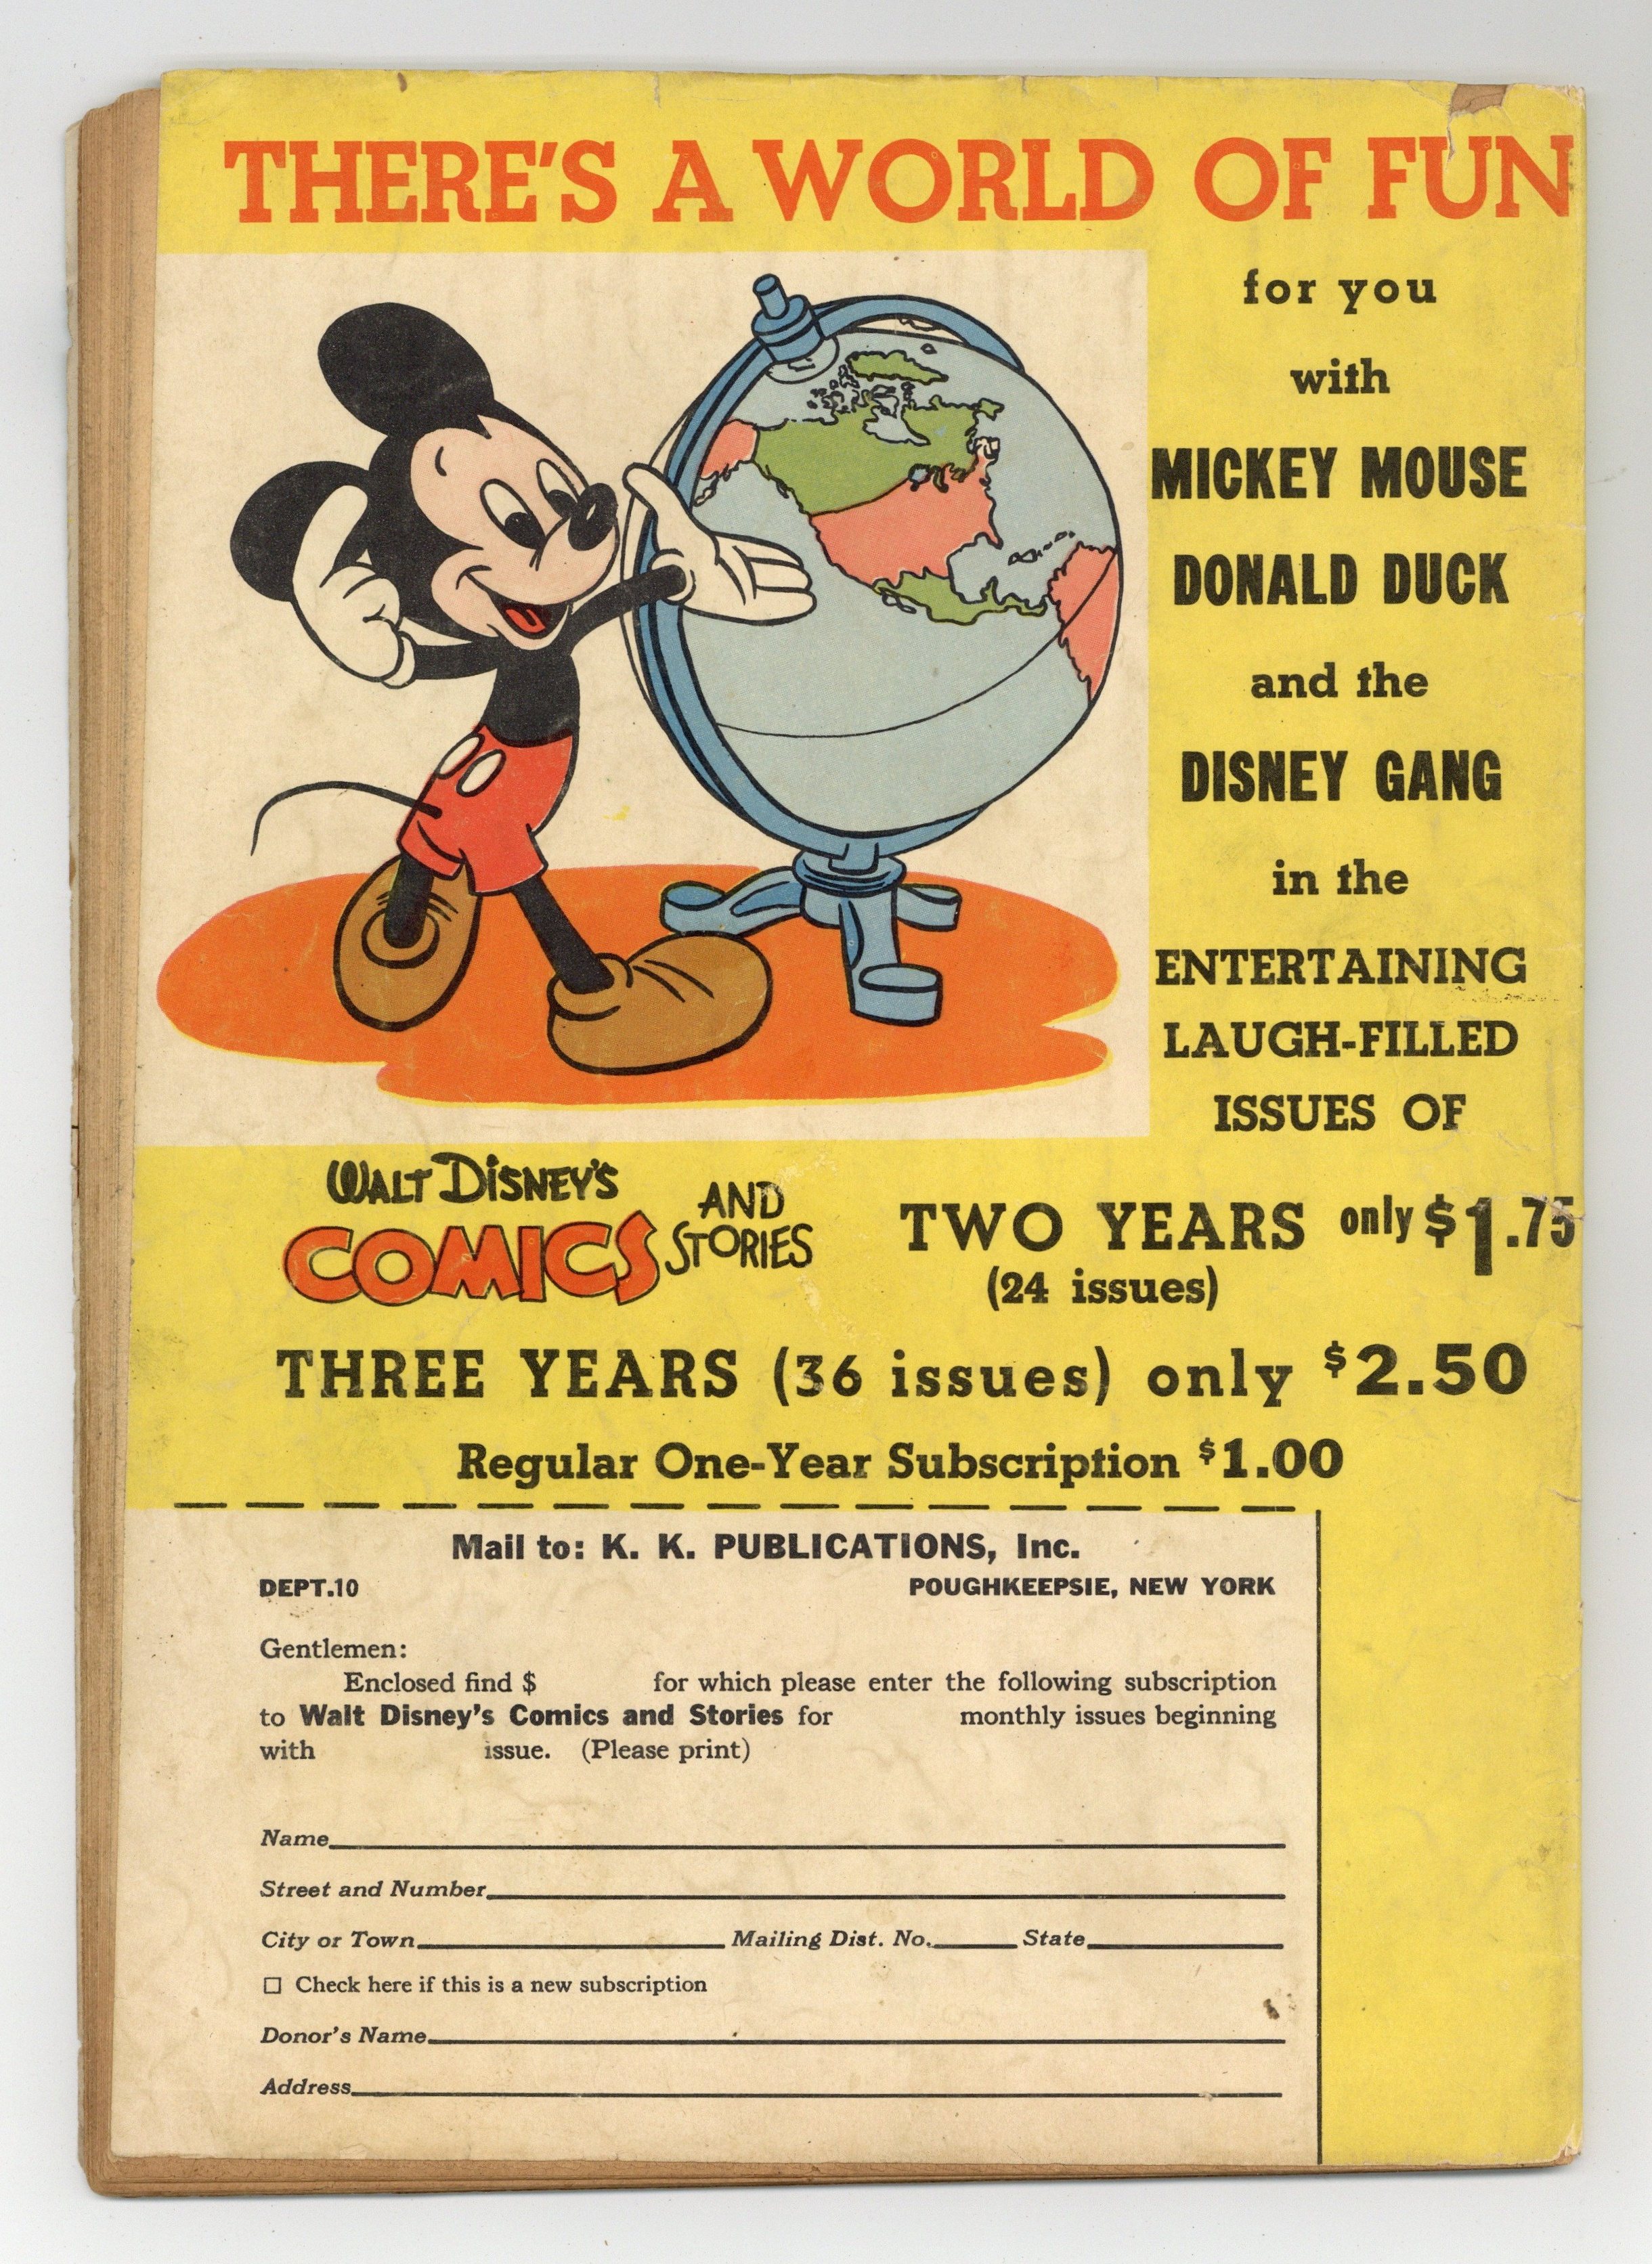 THERE'S A WORLD OF FUN
for you
with
MICKEY MOUSE
DONALD DUCK
and the
DISNEY GANG
in the
ENTERTAINING
LAUGH-FILLED
ISSUES OF
WALT DISNEY'S
COMICS AND STORIES
TWO YEARS only $1.75
(24 issues)
THREE YEARS (36 issues) only $2.50
Regular One-Year Subscription $1.00
Mail to: K. K. PUBLICATIONS, Inc.
DEPT.10 POUGHKEEPSIE, NEW YORK
Gentlemen:
Enclosed find $ for which please enter the following subscription
to Walt Disney's Comics and Stories for monthly issues beginning
with issue. (Please print)
Name
Street and Number
City or Town Mailing Dist. No. State
☐ Check here if this is a new subscription
Donor's Name
Address